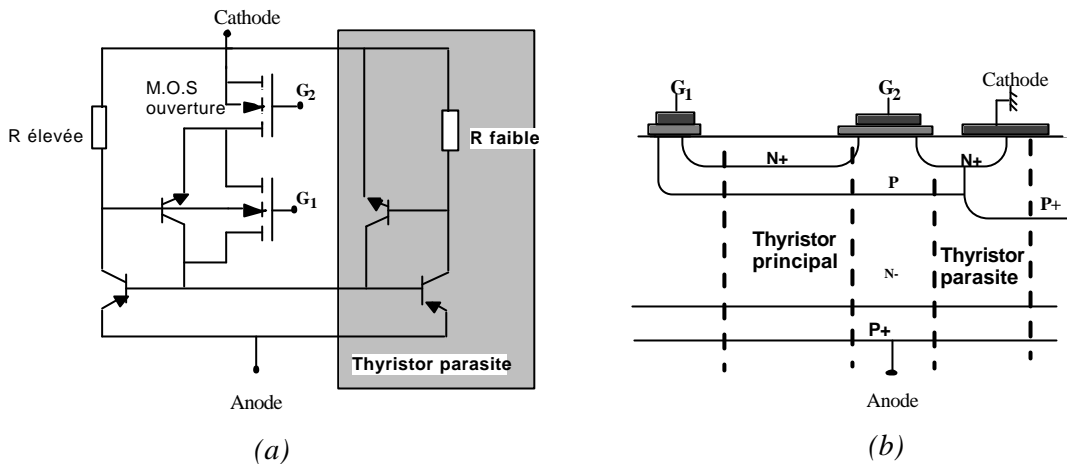 Cathode
M.O.S
ouverture
G2
R élevée
R faible
G1
Thyristor parasite
Anode
(a)
G1
G2
Cathode
N+
N+
P
P+
Thyristor
principal
N-
Thyristor
parasite
P+
Anode
(b)